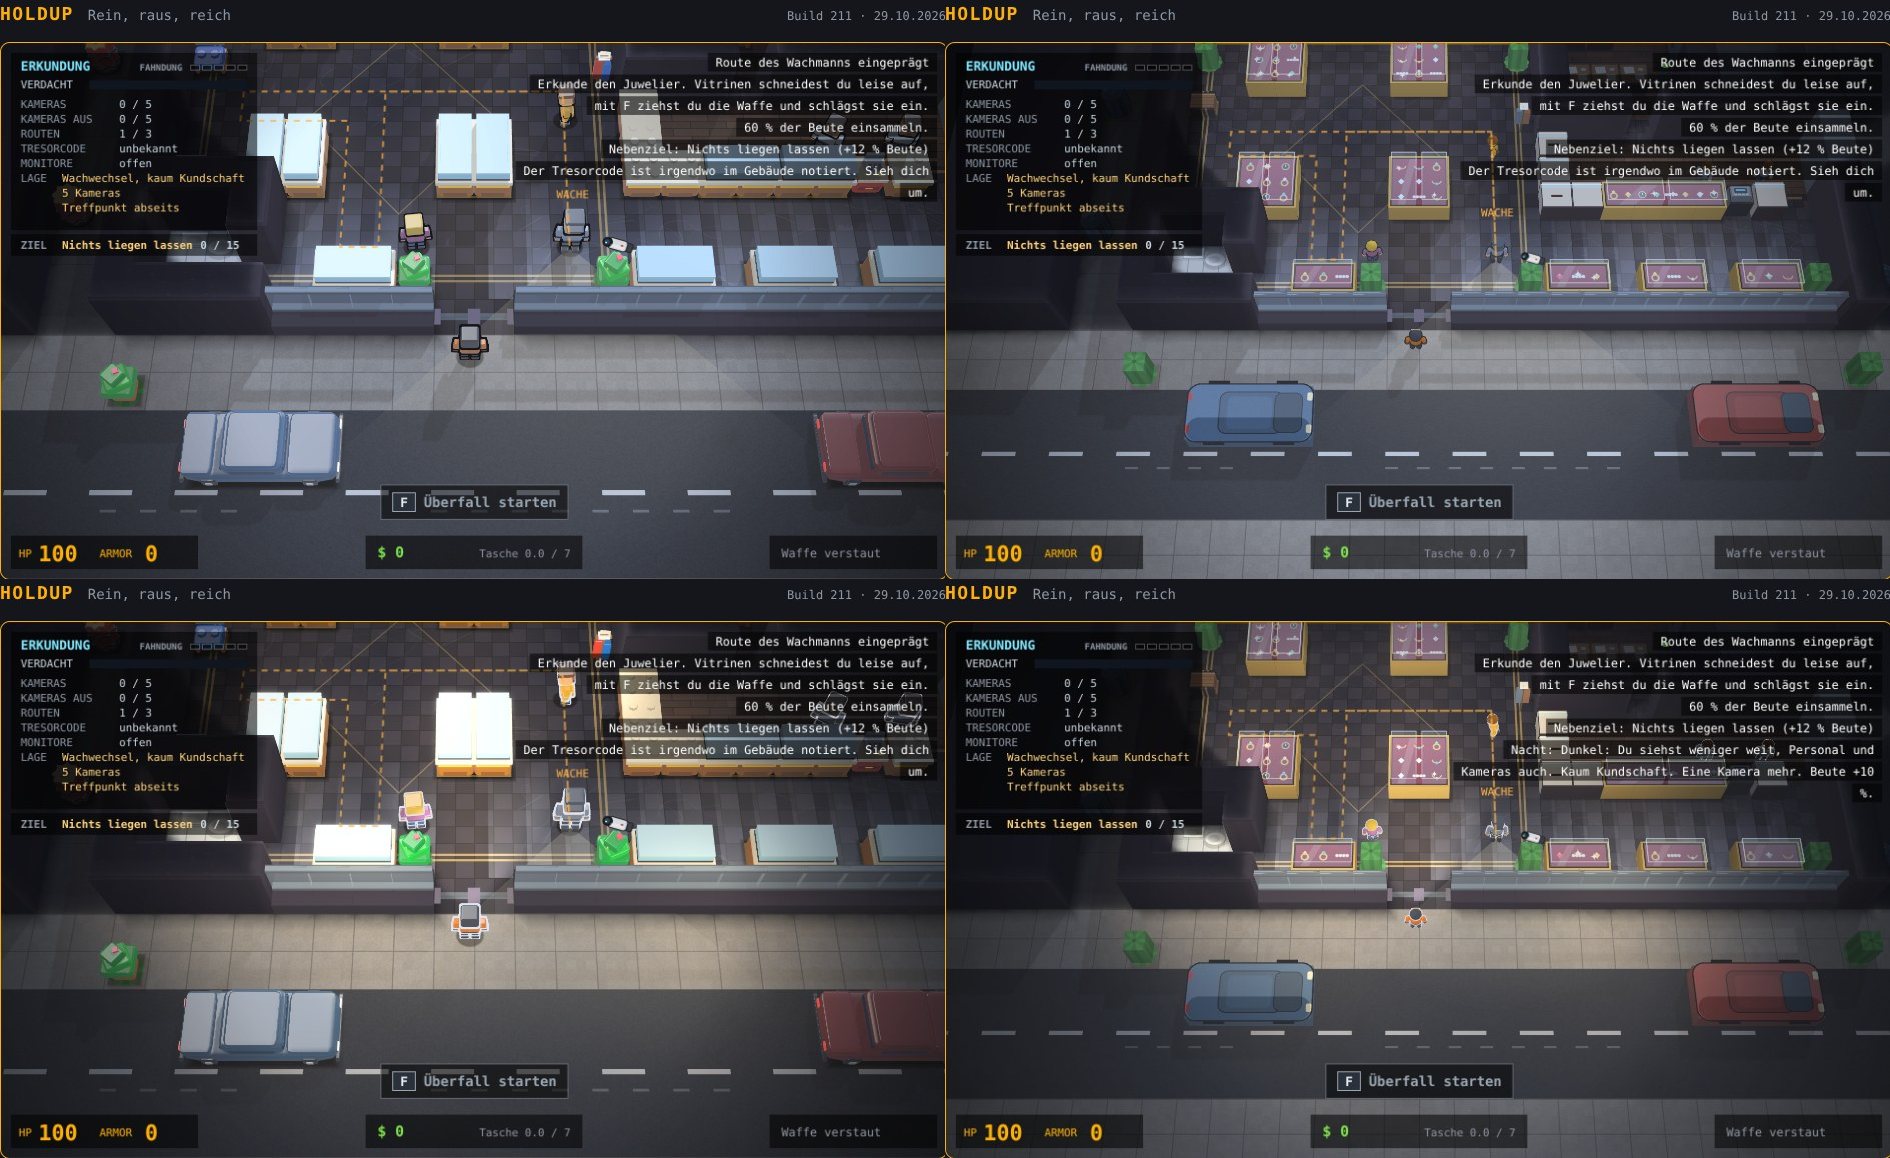 HOLDUP Rein, raus, reich
Build 211 · 29.10.2026
ERKUNDUNG
FAHNDUNG
VERDACHT
KAMERAS 0 / 5
KAMERAS AUS 0 / 5
ROUTEN 1 / 3
TRESORCODE unbekannt
MONITORE offen
LAGE Wachwechsel, kaum Kundschaft
5 Kameras
Treffpunkt abseits
ZIEL Nichts liegen lassen 0 / 15
Route des Wachmanns eingeprägt
Erkunde den Juwelier. Vitrinen schneidest du leise auf,
mit F ziehst du die Waffe und schlägst sie ein.
60 % der Beute einsammeln.
Nebenziel: Nichts liegen lassen (+12 % Beute)
Der Tresorcode ist irgendwo im Gebäude notiert. Sieh dich
um.
WACHE
F Überfall starten
HP 100 ARMOR 0
$ 0 Tasche 0.0 / 7
Waffe verstaut
HOLDUP Rein, raus, reich
Build 211 · 29.10.2026
ERKUNDUNG
FAHNDUNG
VERDACHT
KAMERAS 0 / 5
KAMERAS AUS 0 / 5
ROUTEN 1 / 3
TRESORCODE unbekannt
MONITORE offen
LAGE Wachwechsel, kaum Kundschaft
5 Kameras
Treffpunkt abseits
ZIEL Nichts liegen lassen 0 / 15
Route des Wachmanns eingeprägt
Erkunde den Juwelier. Vitrinen schneidest du leise auf,
mit F ziehst du die Waffe und schlägst sie ein.
60 % der Beute einsammeln.
Nebenziel: Nichts liegen lassen (+12 % Beute)
Der Tresorcode ist irgendwo im Gebäude notiert. Sieh dich
um.
WACHE
F Überfall starten
HP 100 ARMOR 0
$ 0 Tasche 0.0 / 7
Waffe verstaut
HOLDUP Rein, raus, reich
Build 211 · 29.10.2026
ERKUNDUNG
FAHNDUNG
VERDACHT
KAMERAS 0 / 5
KAMERAS AUS 0 / 5
ROUTEN 1 / 3
TRESORCODE unbekannt
MONITORE offen
LAGE Wachwechsel, kaum Kundschaft
5 Kameras
Treffpunkt abseits
ZIEL Nichts liegen lassen 0 / 15
Route des Wachmanns eingeprägt
Erkunde den Juwelier. Vitrinen schneidest du leise auf,
mit F ziehst du die Waffe und schlägst sie ein.
60 % der Beute einsammeln.
Nebenziel: Nichts liegen lassen (+12 % Beute)
Der Tresorcode ist irgendwo im Gebäude notiert. Sieh dich
um.
WACHE
F Überfall starten
HP 100 ARMOR 0
$ 0 Tasche 0.0 / 7
Waffe verstaut
HOLDUP Rein, raus, reich
Build 211 · 29.10.2026
ERKUNDUNG
FAHNDUNG
VERDACHT
KAMERAS 0 / 5
KAMERAS AUS 0 / 5
ROUTEN 1 / 3
TRESORCODE unbekannt
MONITORE offen
LAGE Wachwechsel, kaum Kundschaft
5 Kameras
Treffpunkt abseits
ZIEL Nichts liegen lassen 0 / 15
Route des Wachmanns eingeprägt
Erkunde den Juwelier. Vitrinen schneidest du leise auf,
mit F ziehst du die Waffe und schlägst sie ein.
60 % der Beute einsammeln.
Nebenziel: Nichts liegen lassen (+12 % Beute)
Nacht: Dunkel: Du siehst weniger weit, Personal und
Kameras auch. Kaum Kundschaft. Eine Kamera mehr. Beute +10
%.
WACHE
F Überfall starten
HP 100 ARMOR 0
$ 0 Tasche 0.0 / 7
Waffe verstaut